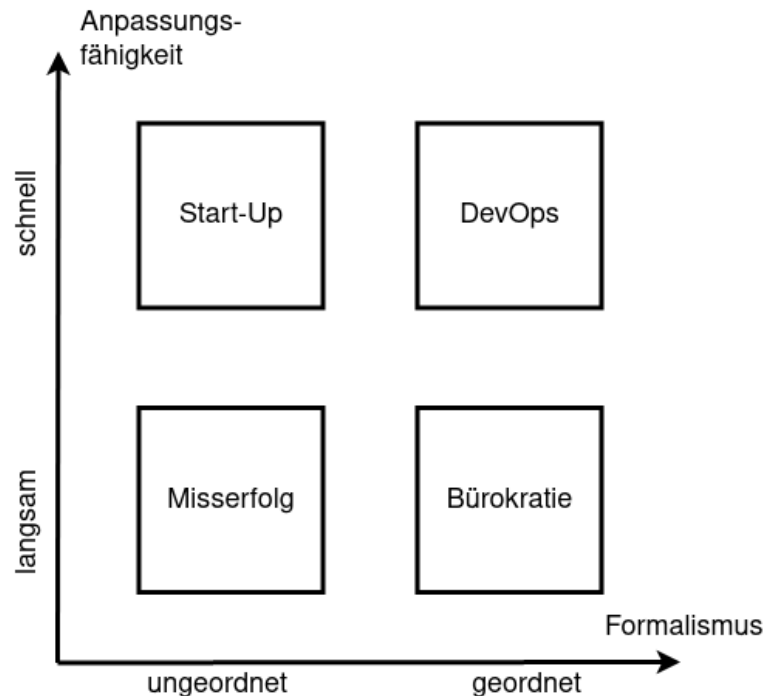 Anpassungs-
fähigkeit
schnell
Start-Up
DevOps
langsam
Misserfolg
Bürokratie
Formalismus
ungeordnet
geordnet